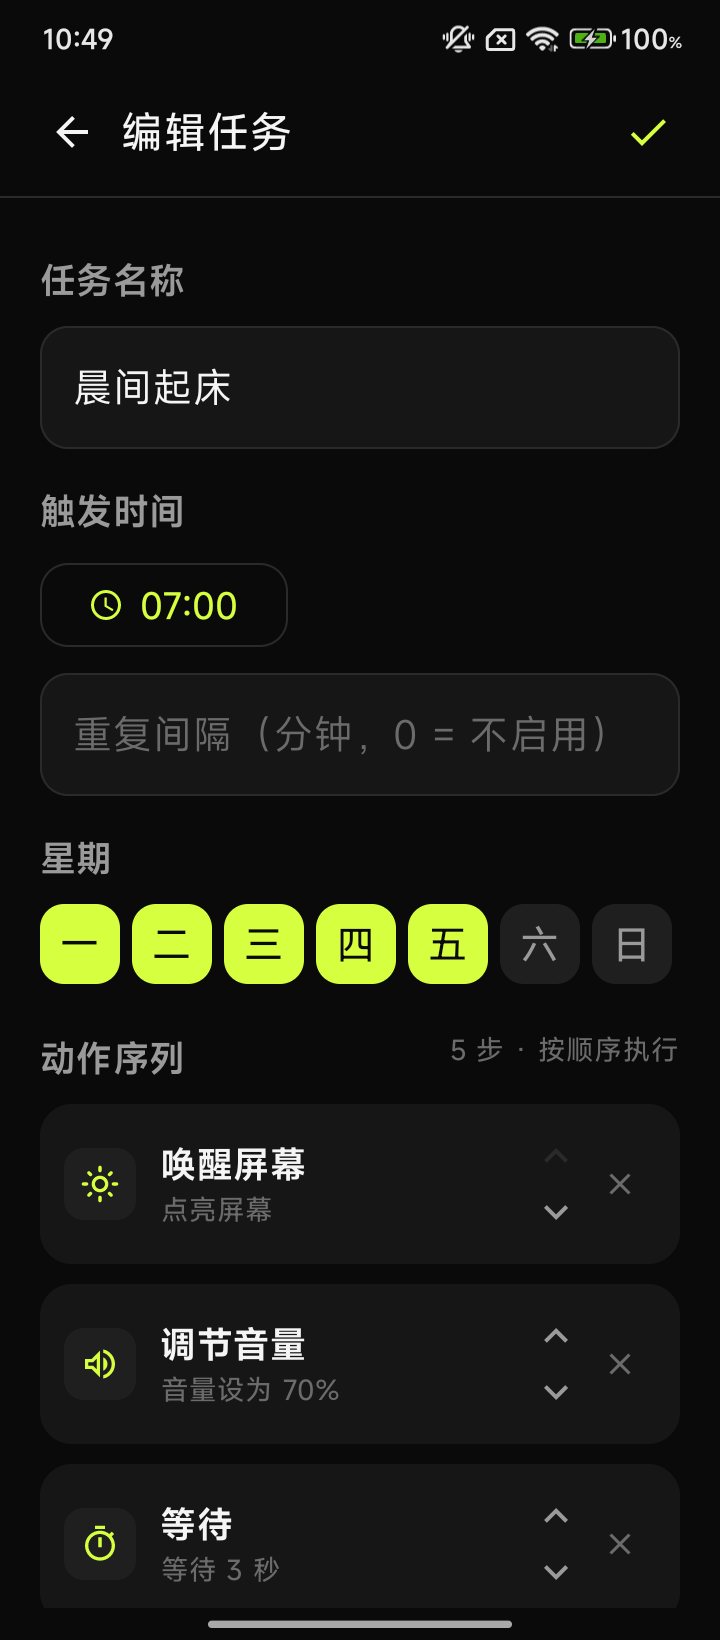 10:49
100%
编辑任务
任务名称
晨间起床
触发时间
07:00
重复间隔（分钟，0 = 不启用）
星期
一 二 三 四 五 六 日
动作序列
5 步 · 按顺序执行
唤醒屏幕
点亮屏幕
调节音量
音量设为 70%
等待
等待 3 秒